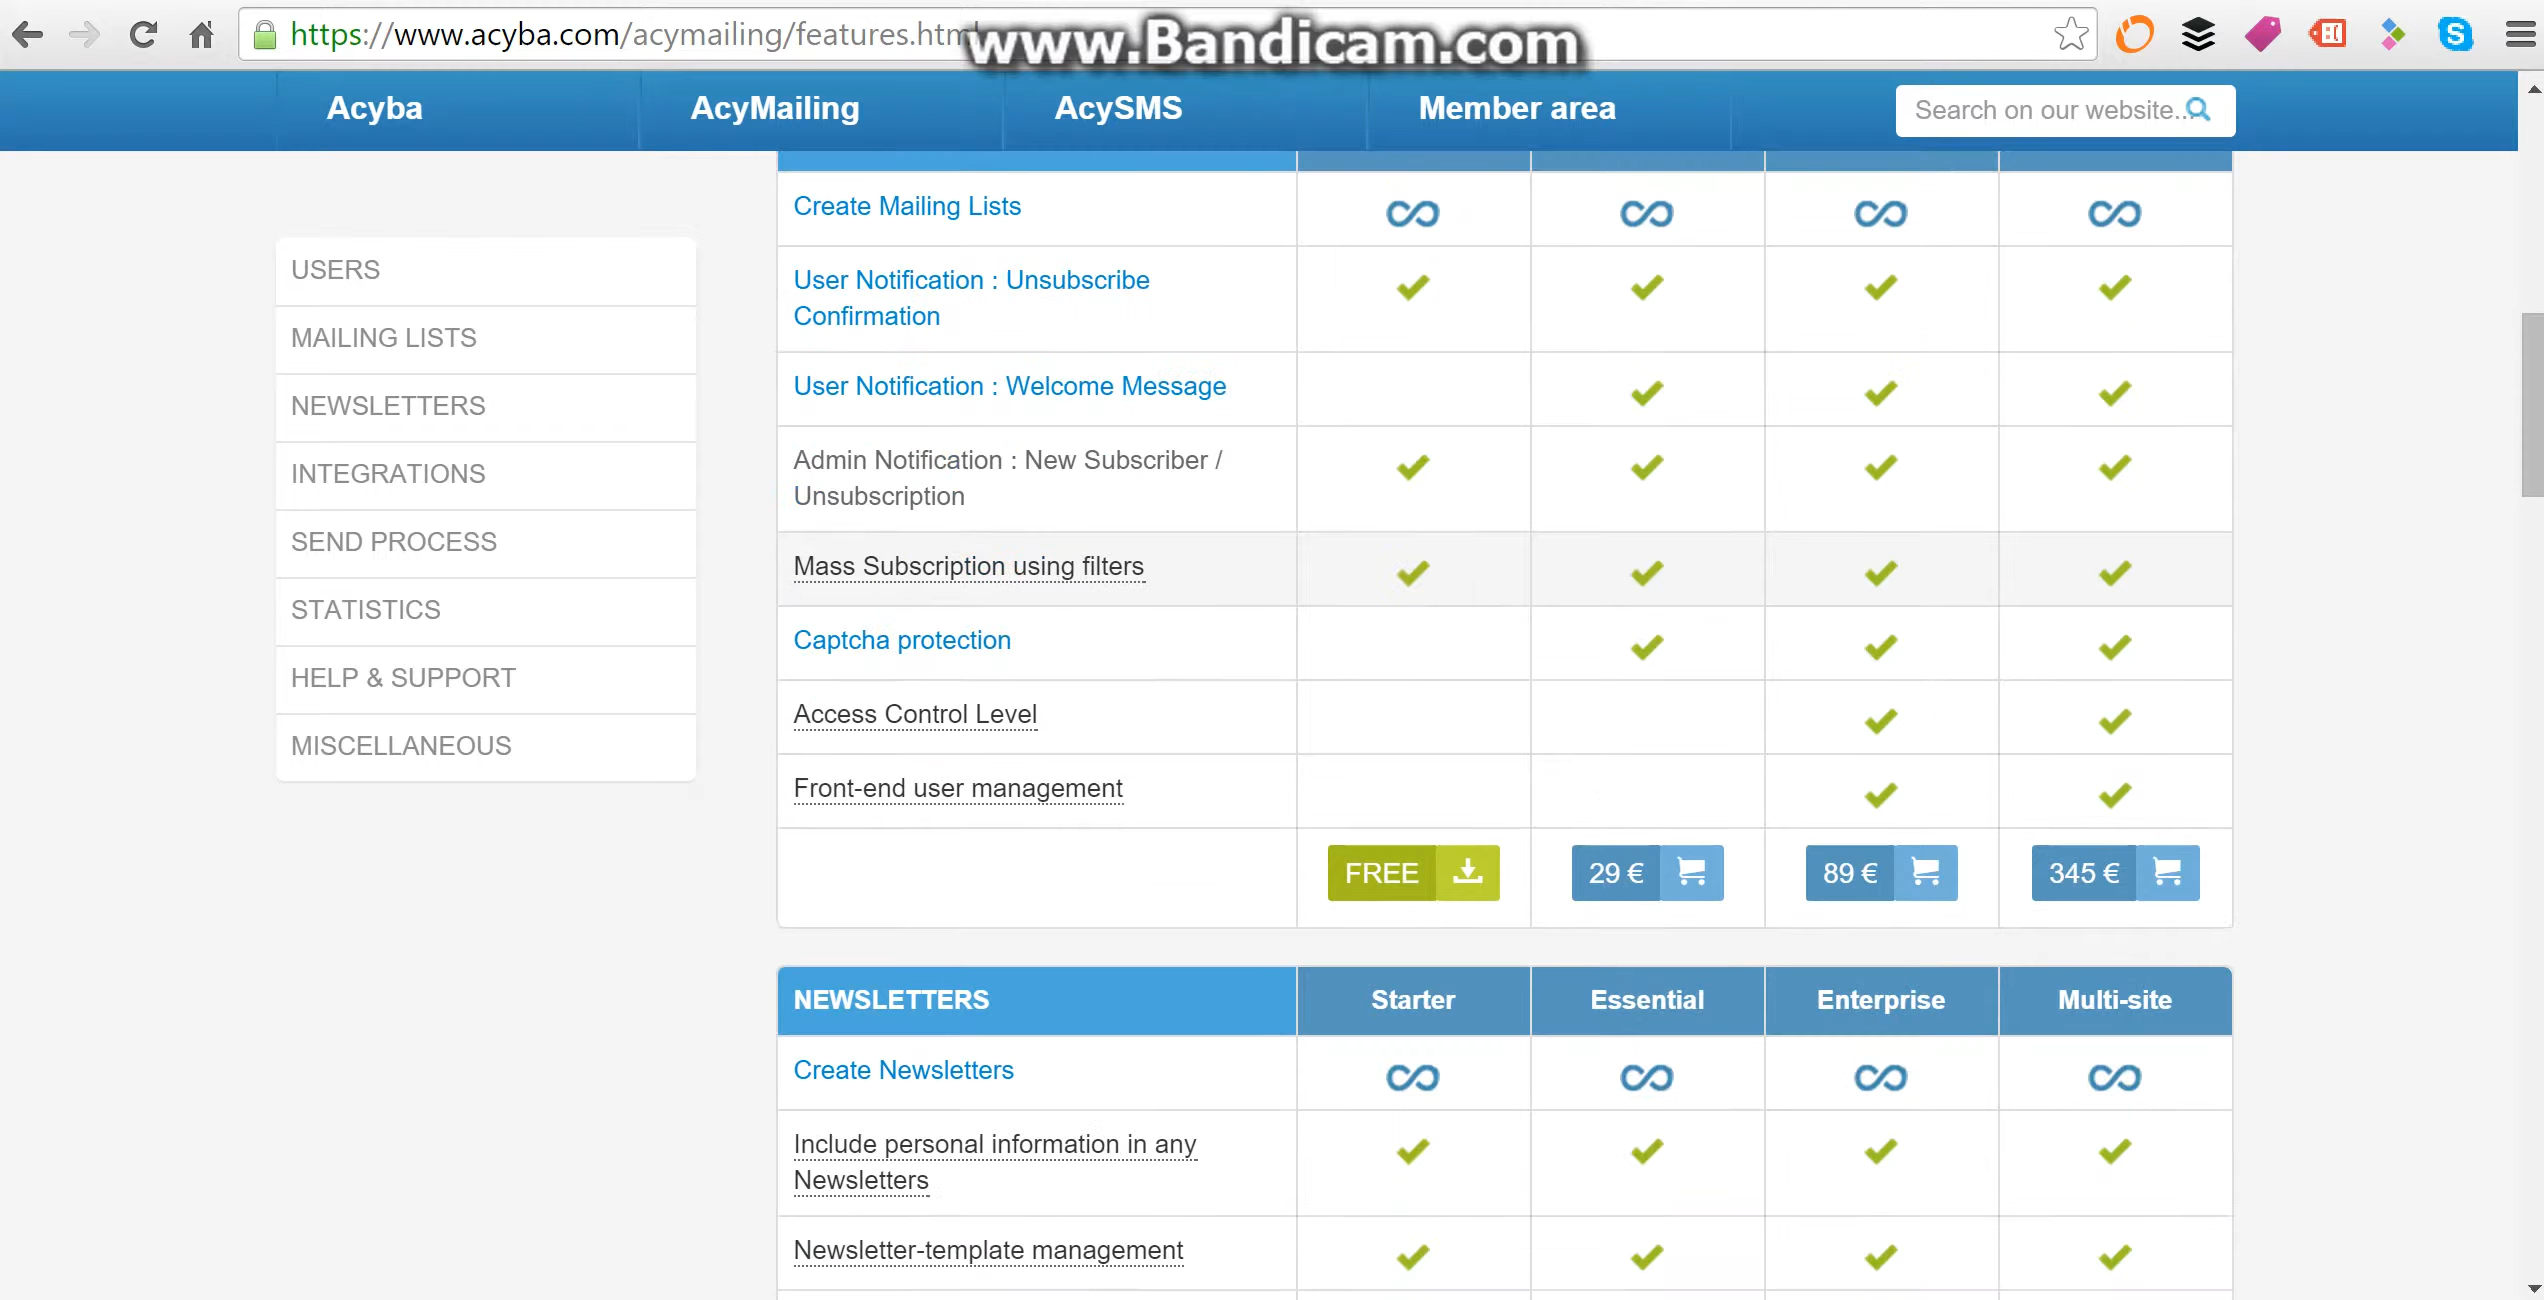 https://www.acyba.com/acymailing/features.htm
www.Bandicam.com
Acyba AcyMailing AcySMS Member area Search on our website..
USERS
MAILING LISTS
NEWSLETTERS
INTEGRATIONS
SEND PROCESS
STATISTICS
HELP & SUPPORT
MISCELLANEOUS
Create Mailing Lists
User Notification : Unsubscribe
Confirmation
User Notification : Welcome Message
Admin Notification : New Subscriber /
Unsubscription
Mass Subscription using filters
Captcha protection
Access Control Level
Front-end user management
FREE 29 € 89 € 345 €
NEWSLETTERS Starter Essential Enterprise Multi-site
Create Newsletters
Include personal information in any
Newsletters
Newsletter-template management